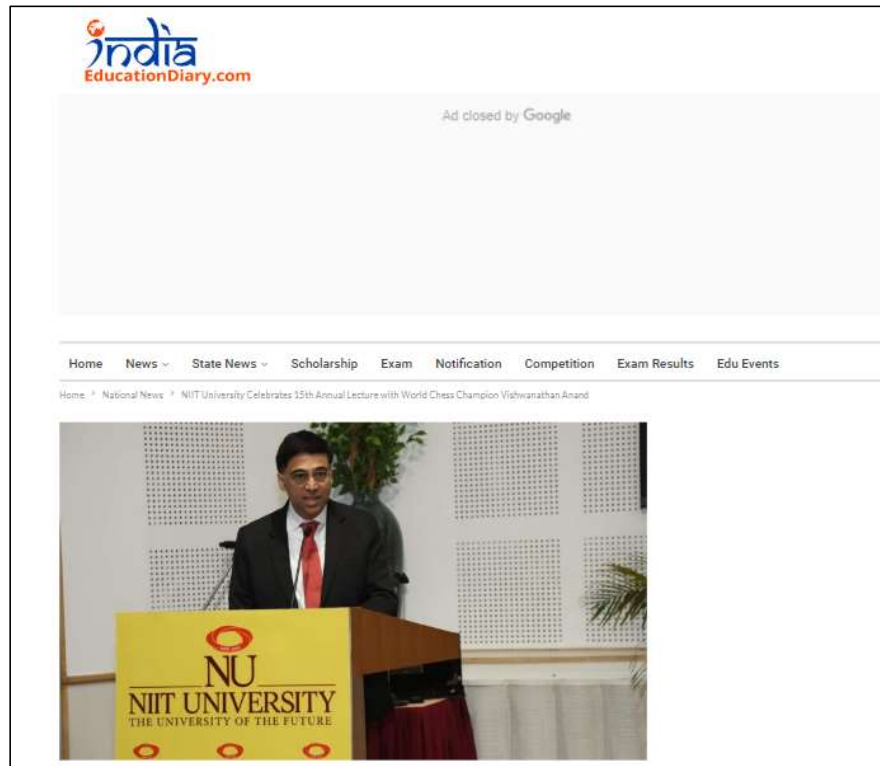 india
EducationDiary.com
Ad closed by Google
Home News State News Scholarship Exam Notification Competition Exam Results Edu Events
Home > National News > NIIT University Celebrates 15th Annual Lecture with World Chess Champion Vishwanathan Anand
NU
NIIT UNIVERSITY
THE UNIVERSITY OF THE FUTURE